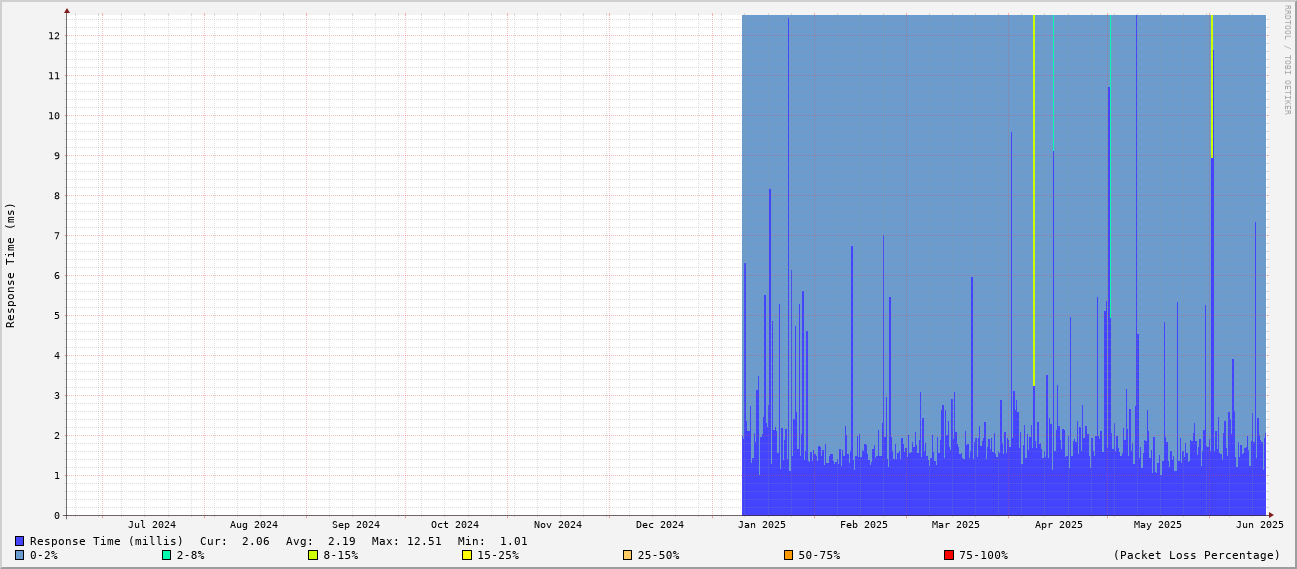 RRDTOOL / TOBI OETIKER
Response Time (ms)
12
11
10
9
8
7
6
5
4
3
2
1
0
Jul 2024 Aug 2024 Sep 2024 Oct 2024 Nov 2024 Dec 2024 Jan 2025 Feb 2025 Mar 2025 Apr 2025 May 2025 Jun 2025
Response Time (millis) Cur: 2.06 Avg: 2.19 Max: 12.51 Min: 1.01
0-2% 2-8% 8-15% 15-25% 25-50% 50-75% 75-100% (Packet Loss Percentage)